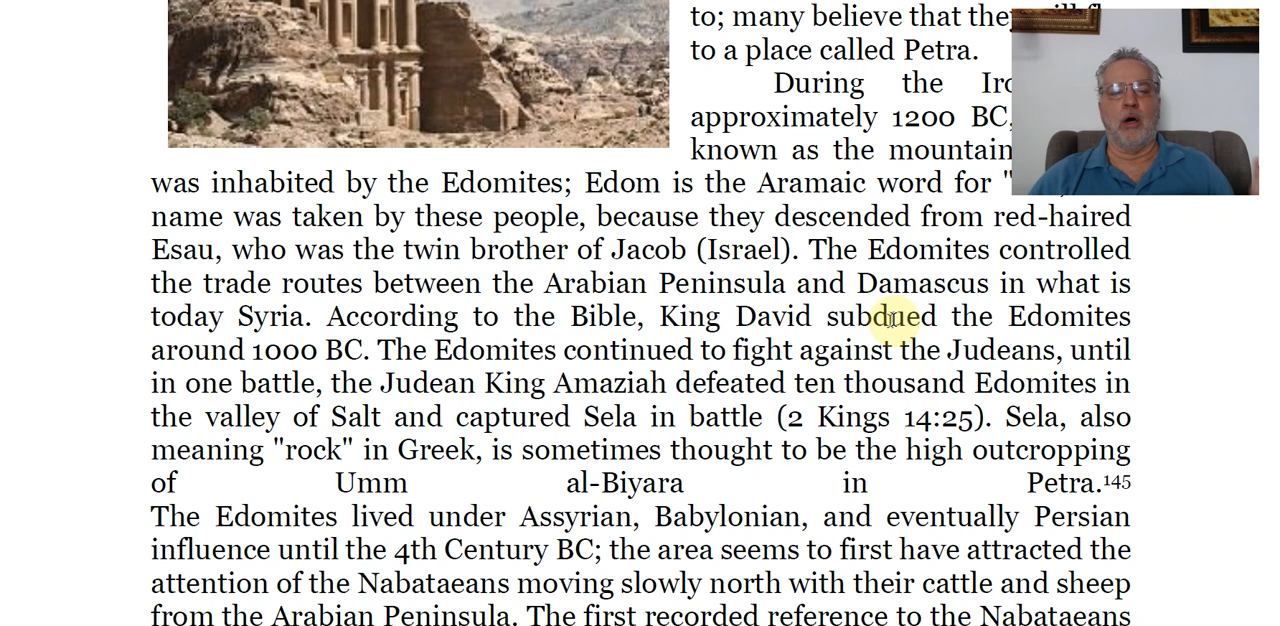 to; many believe that they will
to a place called Petra.
During the
approximately 1200 BC,
known as the mountain
was inhabited by the Edomites; Edom is the Aramaic word for "
name was taken by these people, because they descended from red-haired
Esau, who was the twin brother of Jacob (Israel). The Edomites controlled
the trade routes between the Arabian Peninsula and Damascus in what is
today Syria. According to the Bible, King David subdued the Edomites
around 1000 BC. The Edomites continued to fight against the Judeans, until
in one battle, the Judean King Amaziah defeated ten thousand Edomites in
the valley of Salt and captured Sela in battle (2 Kings 14:25). Sela, also
meaning "rock" in Greek, is sometimes thought to be the high outcropping
of Umm al-Biyara in Petra.145
The Edomites lived under Assyrian, Babylonian, and eventually Persian
influence until the 4th Century BC; the area seems to first have attracted the
attention of the Nabataeans moving slowly north with their cattle and sheep
from the Arabian Peninsula. The first recorded reference to the Nabataeans